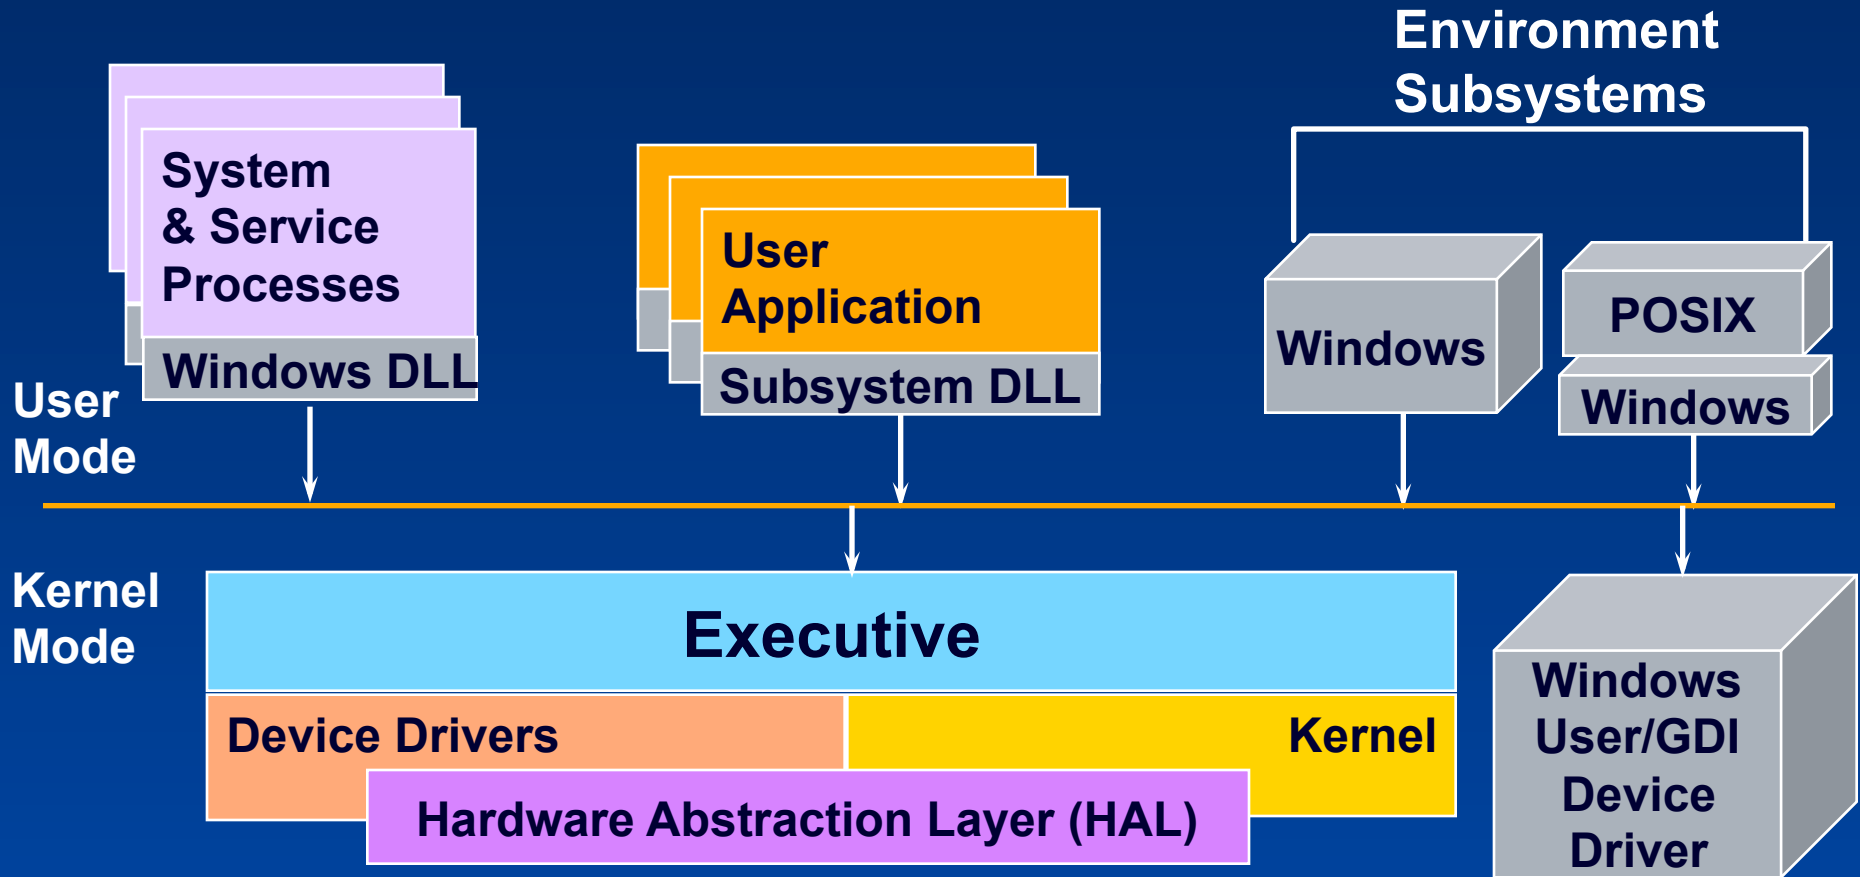 Environment
Subsystems
System
& Service
Processes
Windows DLL
User
Application
Subsystem DLL
Windows
POSIX
Windows
User
Mode
Kernel
Mode
Executive
Device Drivers
Kernel
Hardware Abstraction Layer (HAL)
Windows
User/GDI
Device
Driver